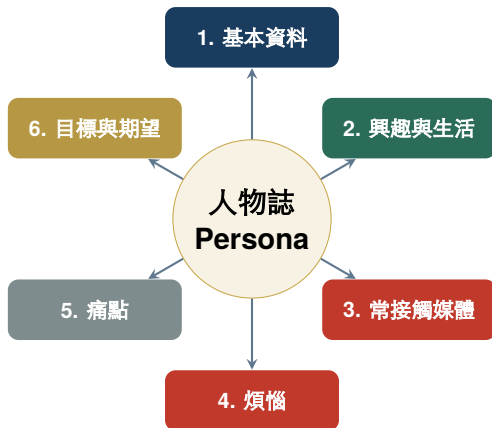 1. 基本資料
6. 目標與期望
2. 興趣與生活
人物誌
Persona
5. 痛點
3. 常接觸媒體
4. 煩惱